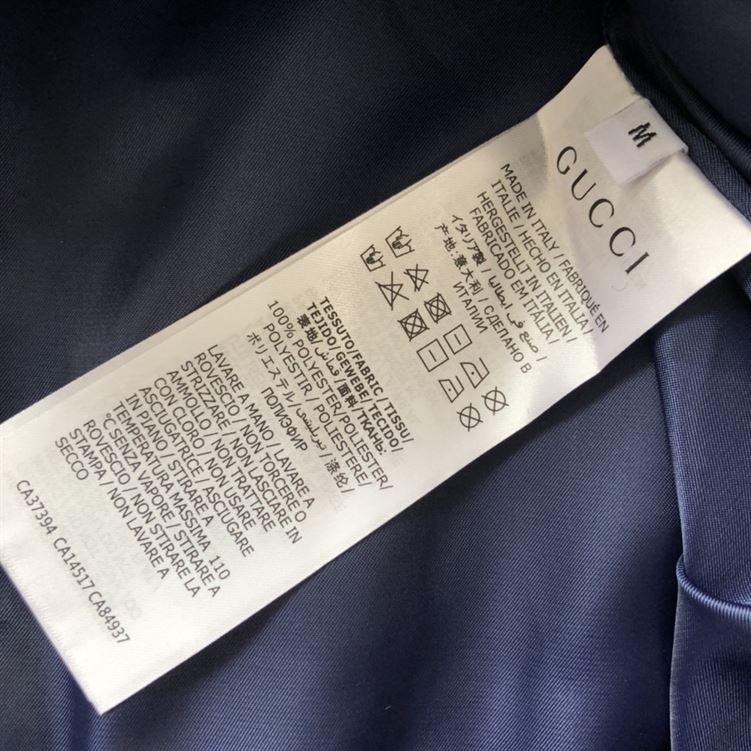 M
GUCCI
MADE IN ITALY / FABRIQUÉ EN
ITALIE / HECHO EN ITALIA /
HERGESTELLT IN ITALIEN /
FABRICADO EM ITÁLIA /
イタリア製 / صنع في ايطاليا /
产地:意大利 / СДЕЛАНО В
ИТАЛИИ
TESSUTO/FABRIC / TISSU/
TEJIDO/ GEWEBE/ TECIDO/
表地/ قماش/ 面料/ТКАНЬ:
100% POLYESTER/POLIESTER/
POLYESTER/ POLIESTERE/
ポリエステル/ / 涤纶/
ПОЛИЭФИР
LAVARE A MANO / LAVARE A
ROVESCIO / NON TORCERE O
STRIZZARE / NON LASCIARE IN
AMMOLLO / NON TRATTARE
CON CLORO / NON USARE
ASCIUGATRICE / ASCIUGARE
IN PIANO / STIRARE A
TEMPERATURA MASSIMA 110
°C SENZA VAPORE / STIRARE A
ROVESCIO / NON STIRARE LA
STAMPA / NON LAVARE A
SECCO
CA37394 CA14517 CA84937